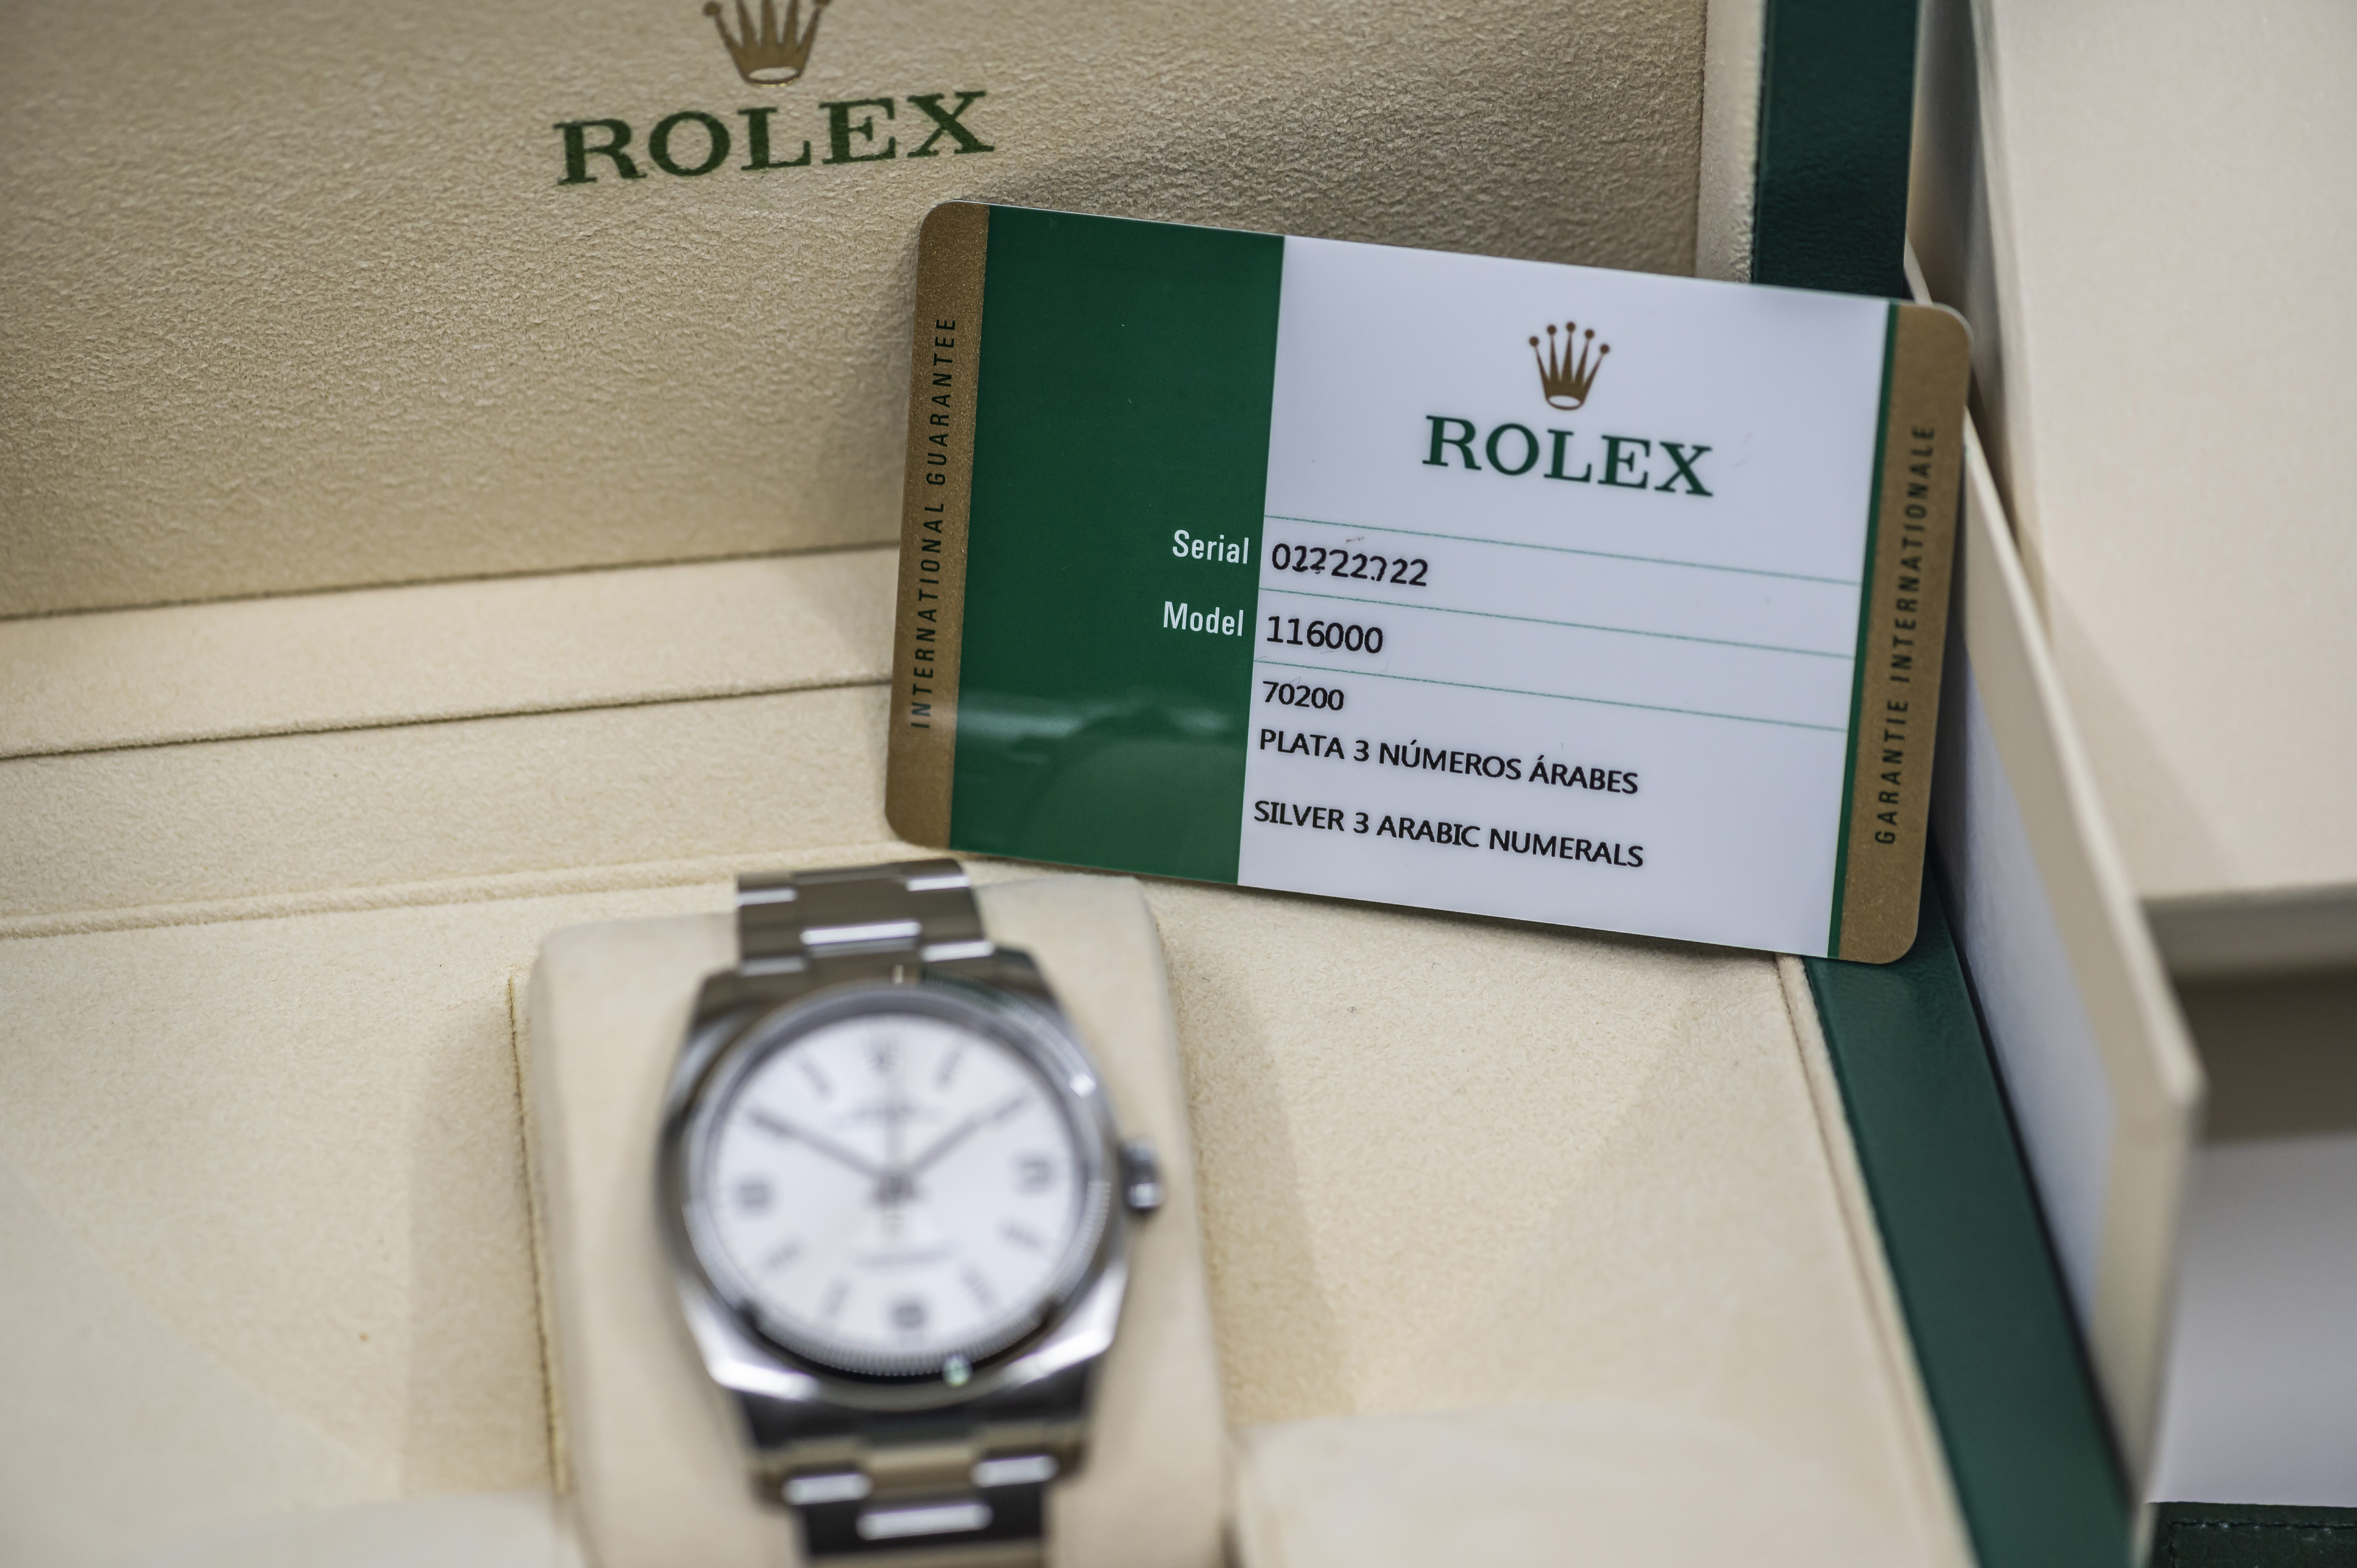 ROLEX
ROLEX
INTERNATIONAL GUARANTEE
Serial
Model 116000
70200
PLATA 3 NÚMEROS ÁRABES
SILVER 3 ARABIC NUMERALS
GARANTIE INTERNATIONALE